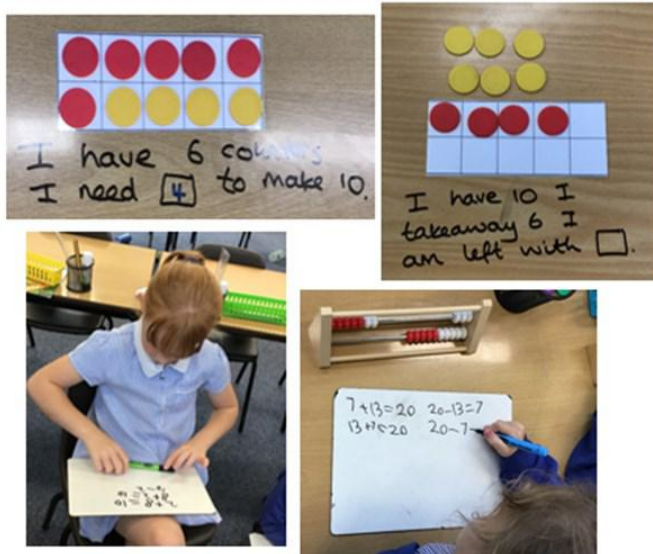 I have 6 counters
I need 4 to make 10.
I have 10 I
takeaway 6 I
am left with .
7+13=20 20-13=7
13+7=20 20-7